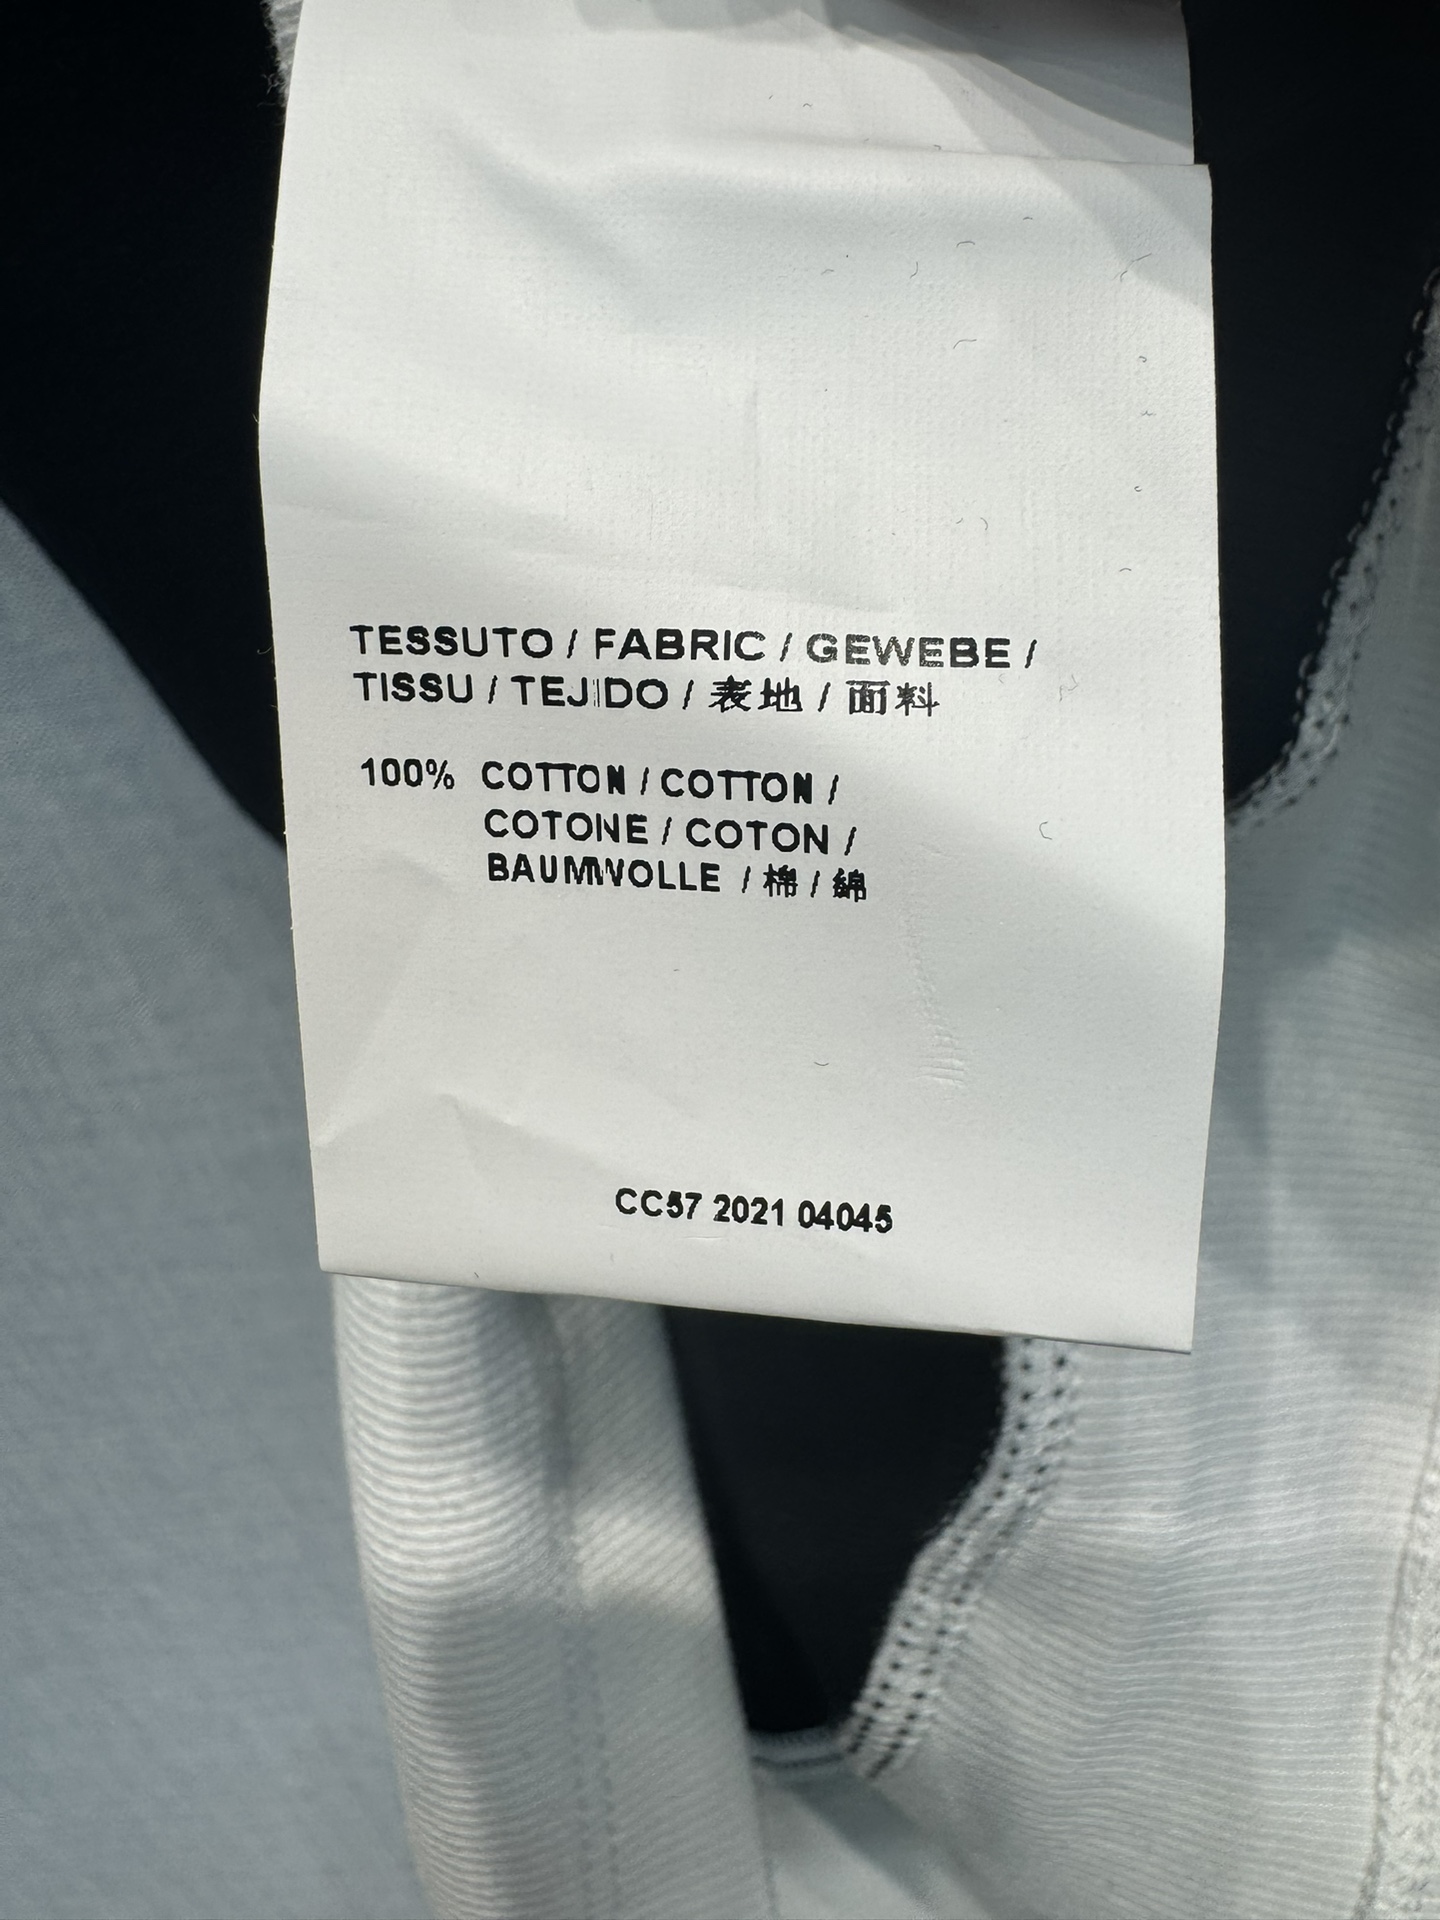 TESSUTO / FABRIC / GEWEBE /
TISSU / TEJIDO / 表地 / 面料
100% COTTON / COTTON /
COTONE / COTON /
BAUMWOLLE / 棉 / 綿
CC57 2021 04045